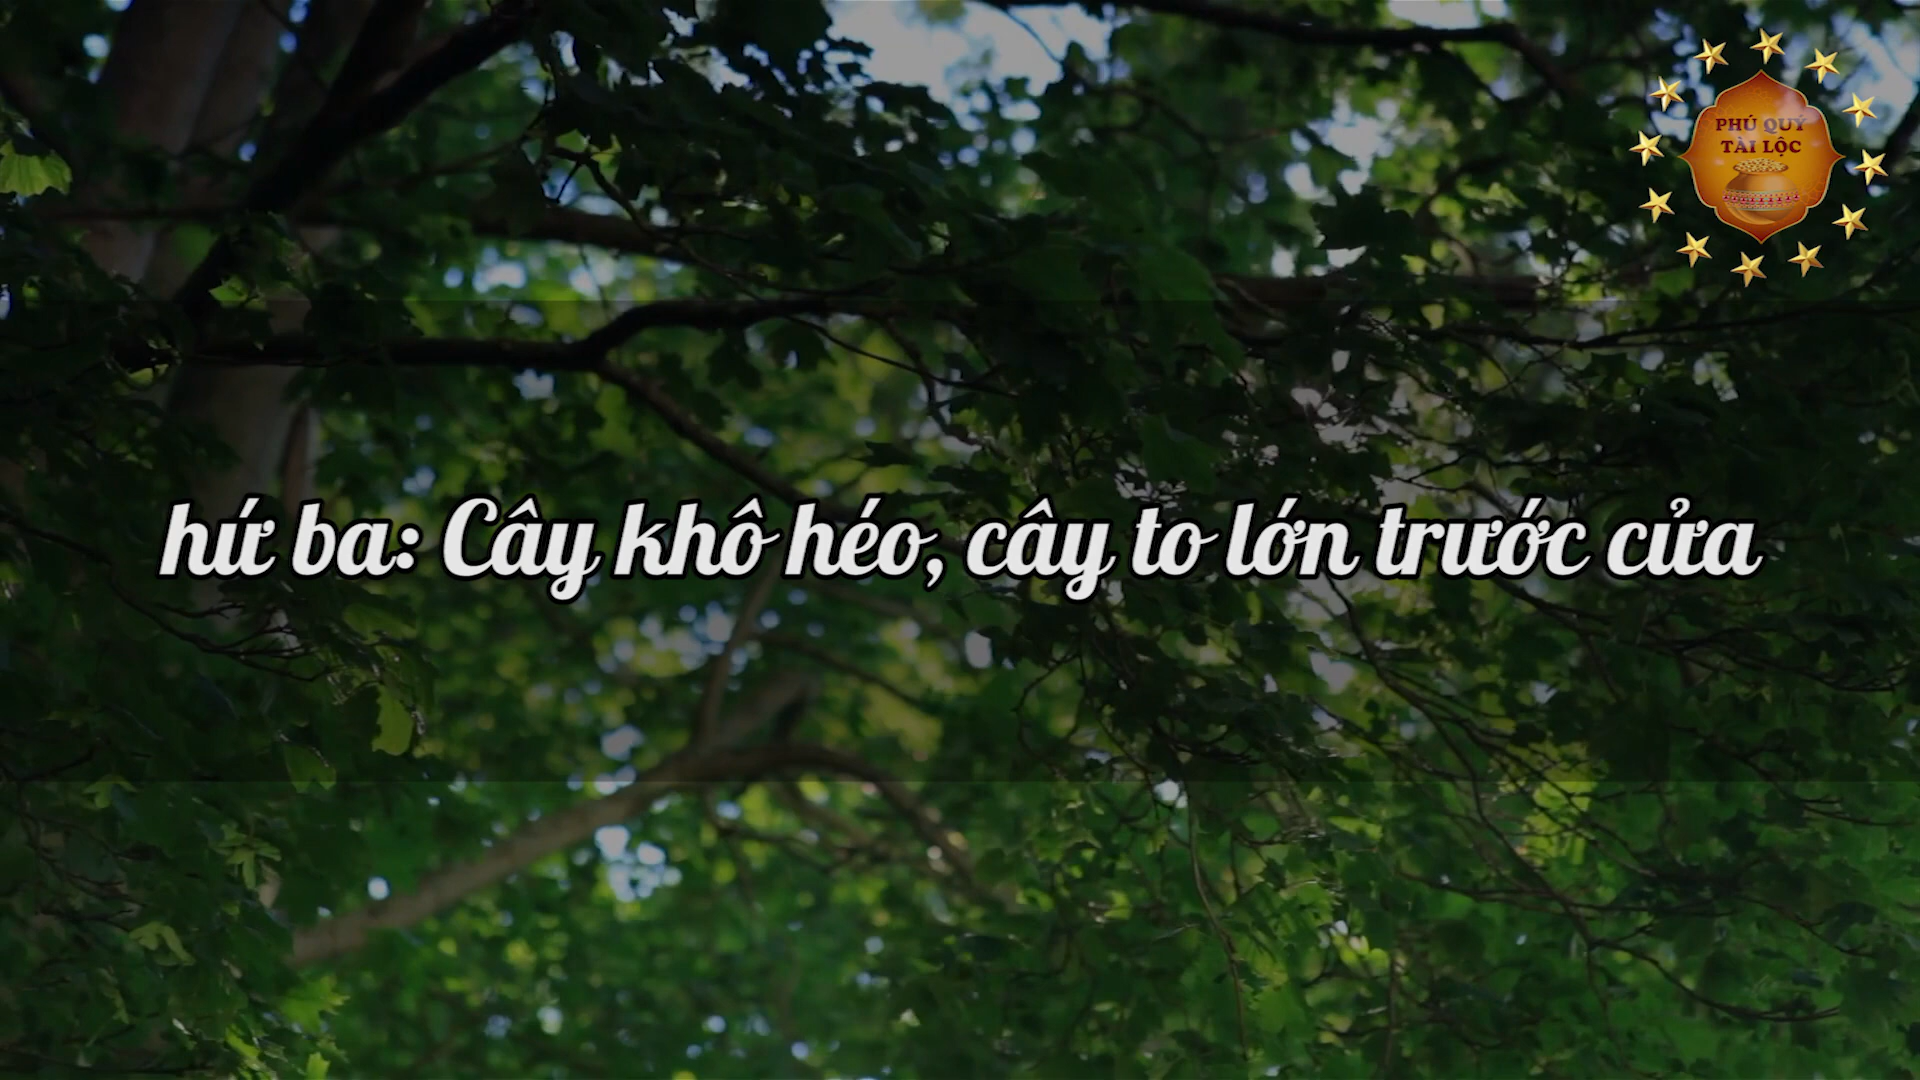 PHÚ QUÝ
TÀI LỘC
hứ ba: Cây khô héo, cây to lớn trước cửa